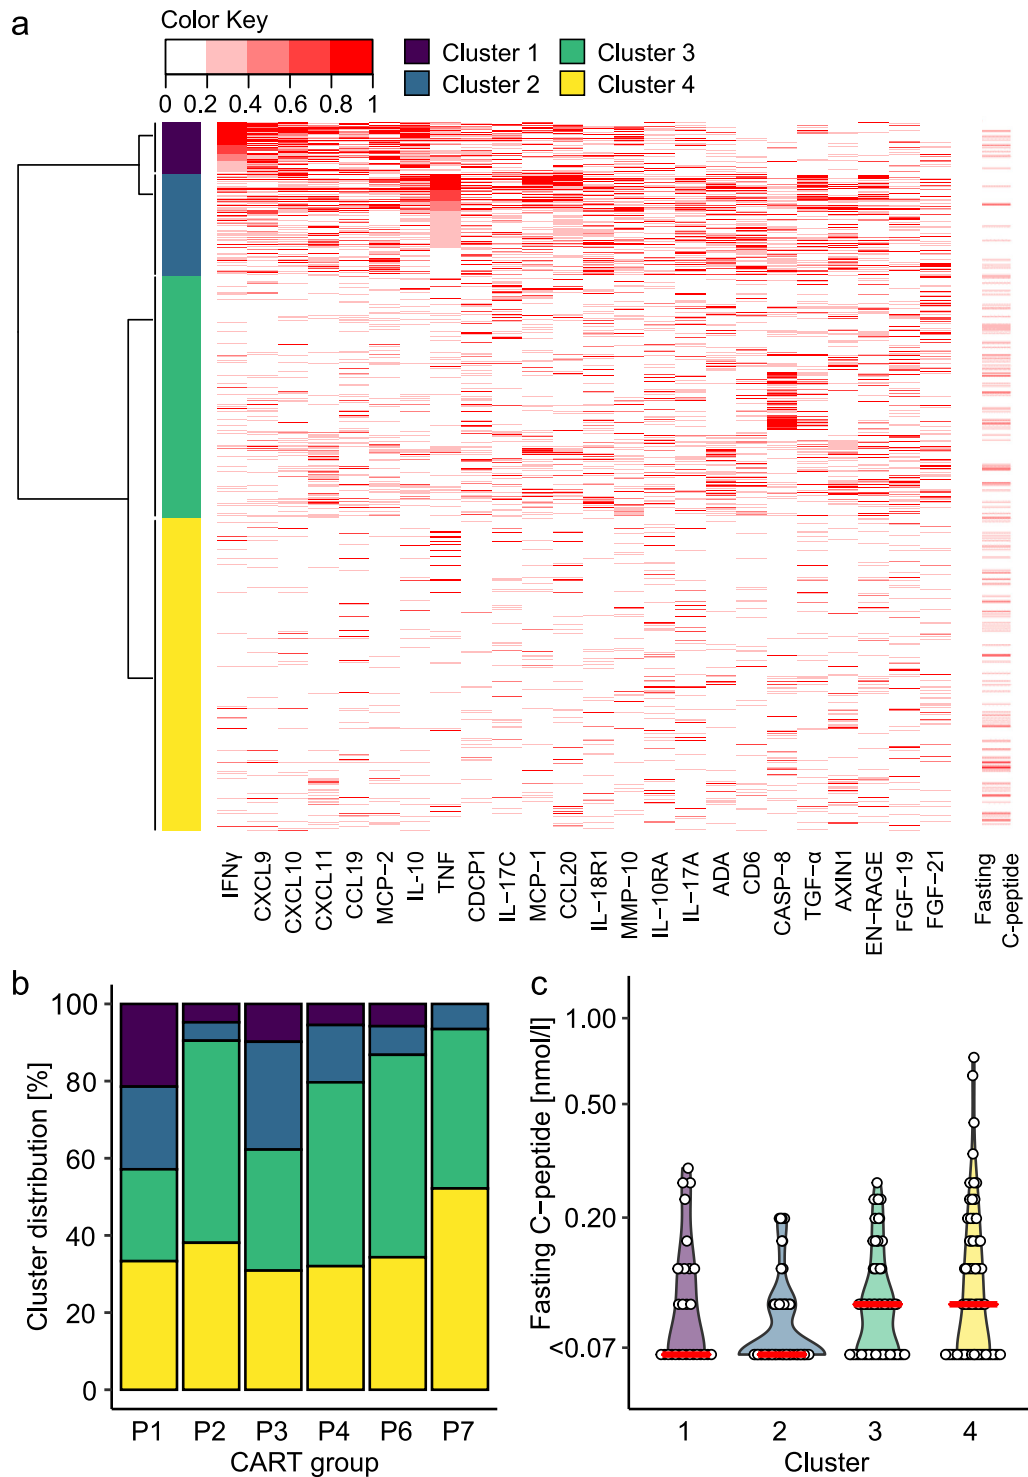 a
Color Key
0 0.2 0.4 0.6 0.8 1
Cluster 1
Cluster 2
Cluster 3
Cluster 4
IFNγ
CXCL9
CXCL10
CXCL11
CCL19
MCP−2
IL−10
TNF
CDCP1
IL−17C
MCP−1
CCL20
IL−18R1
MMP−10
IL−10RA
IL−17A
ADA
CD6
CASP−8
TGF−α
AXIN1
EN−RAGE
FGF−19
FGF−21
Fasting
C−peptide
b
Cluster distribution [%]
100
80
60
40
20
0
P1 P2 P3 P4 P6 P7
CART group
c
Fasting C−peptide [nmol/l]
1.00
0.50
0.20
<0.07
1 2 3 4
Cluster